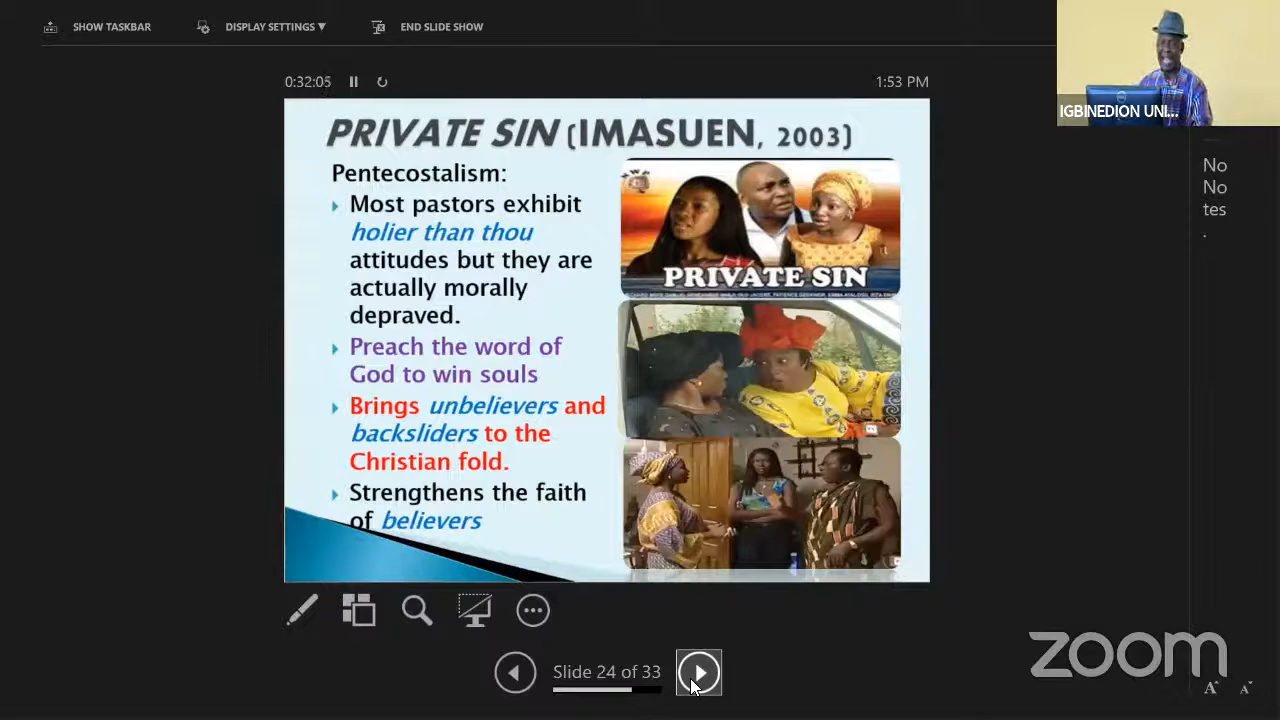 SHOW TASKBAR
DISPLAY SETTINGS ▼
END SLIDE SHOW
0:32:05
1:53 PM
IGBINEDION UNI...
No
No
tes
.
PRIVATE SIN (IMASUEN, 2003)
Pentecostalism:
Most pastors exhibit
holier than thou
attitudes but they are
actually morally
depraved.
Preach the word of
God to win souls
Brings unbelievers and
backsliders to the
Christian fold.
Strengthens the faith
of believers
PRIVATE SIN
Slide 24 of 33
zoom
A A